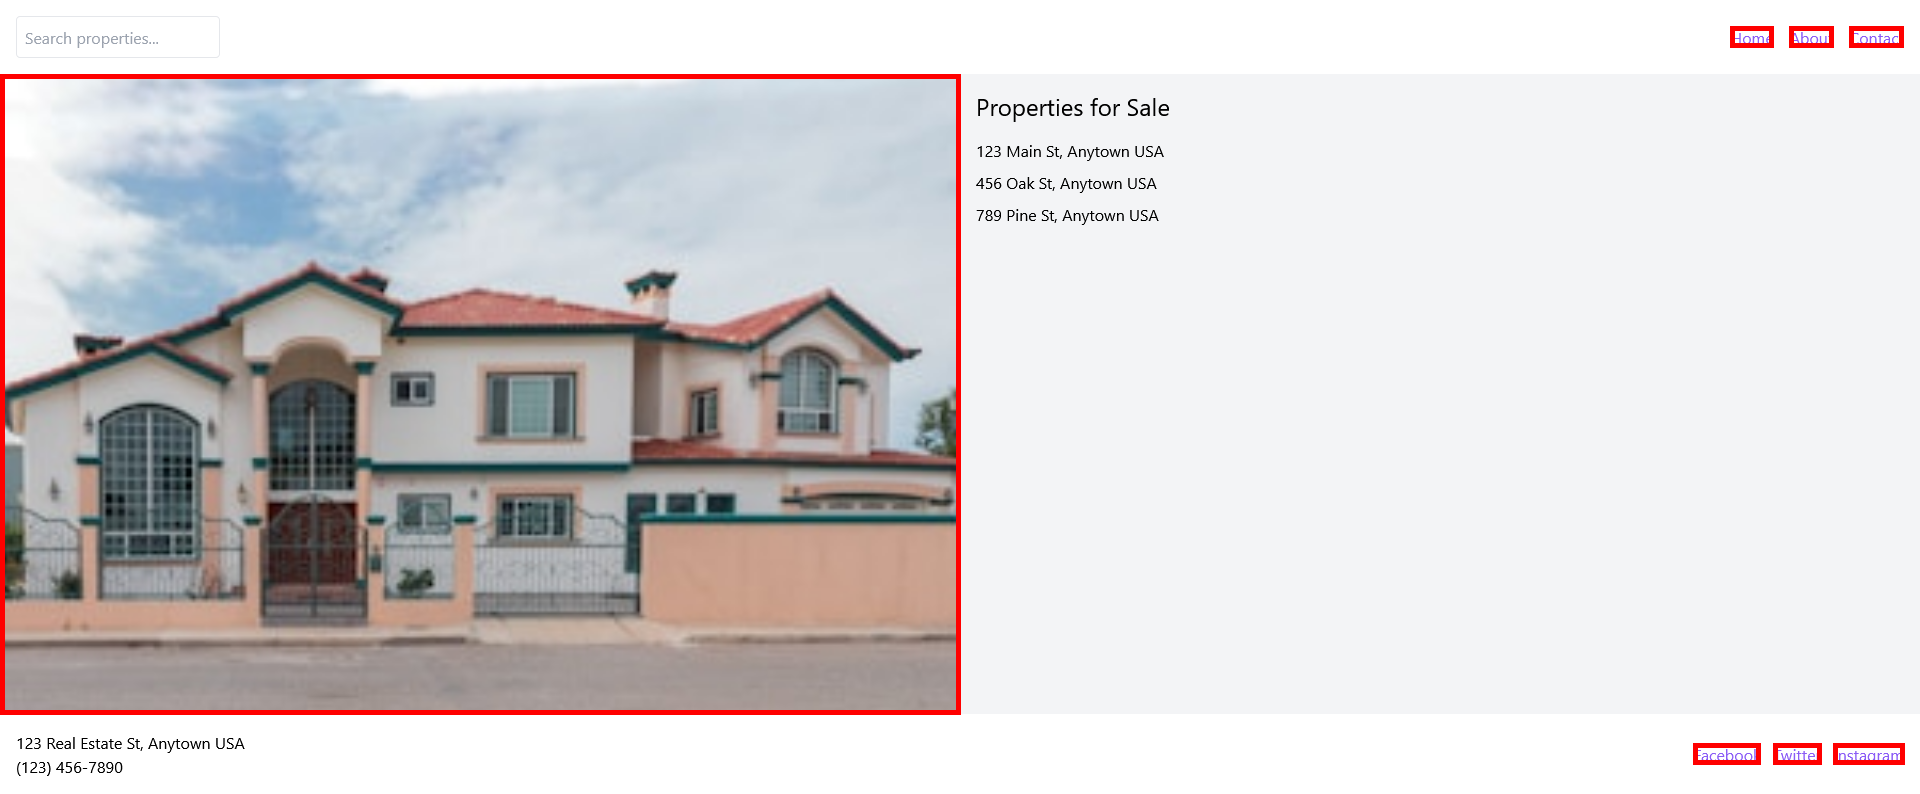 Search properties...
Home About Contact
Properties for Sale
123 Main St, Anytown USA
456 Oak St, Anytown USA
789 Pine St, Anytown USA
123 Real Estate St, Anytown USA
(123) 456-7890
Facebook Twitter Instagram